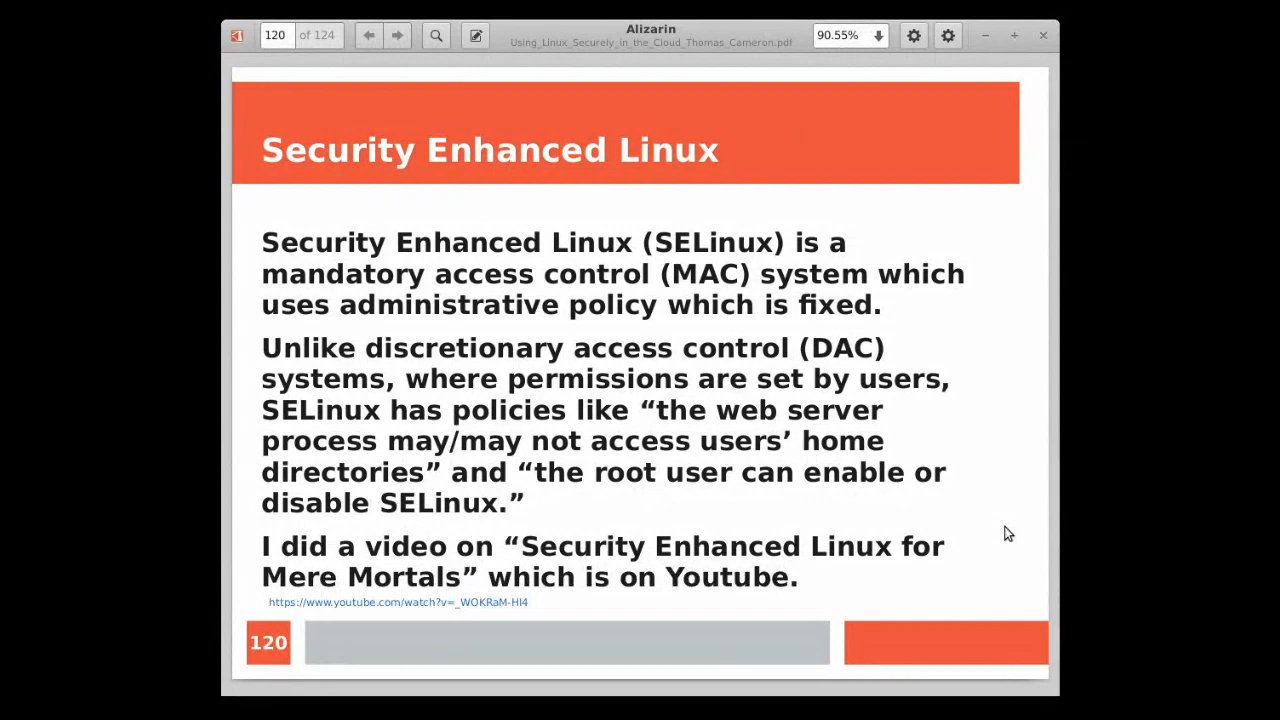 120 of 124
Alizarin
Using_Linux_Securely_in_the_Cloud_Thomas_Cameron.pdf
90.55%
Security Enhanced Linux
Security Enhanced Linux (SELinux) is a
mandatory access control (MAC) system which
uses administrative policy which is fixed.
Unlike discretionary access control (DAC)
systems, where permissions are set by users,
SELinux has policies like “the web server
process may/may not access users’ home
directories” and “the root user can enable or
disable SELinux.”
I did a video on “Security Enhanced Linux for
Mere Mortals” which is on Youtube.
https://www.youtube.com/watch?v=_WOKRaM-HI4
120